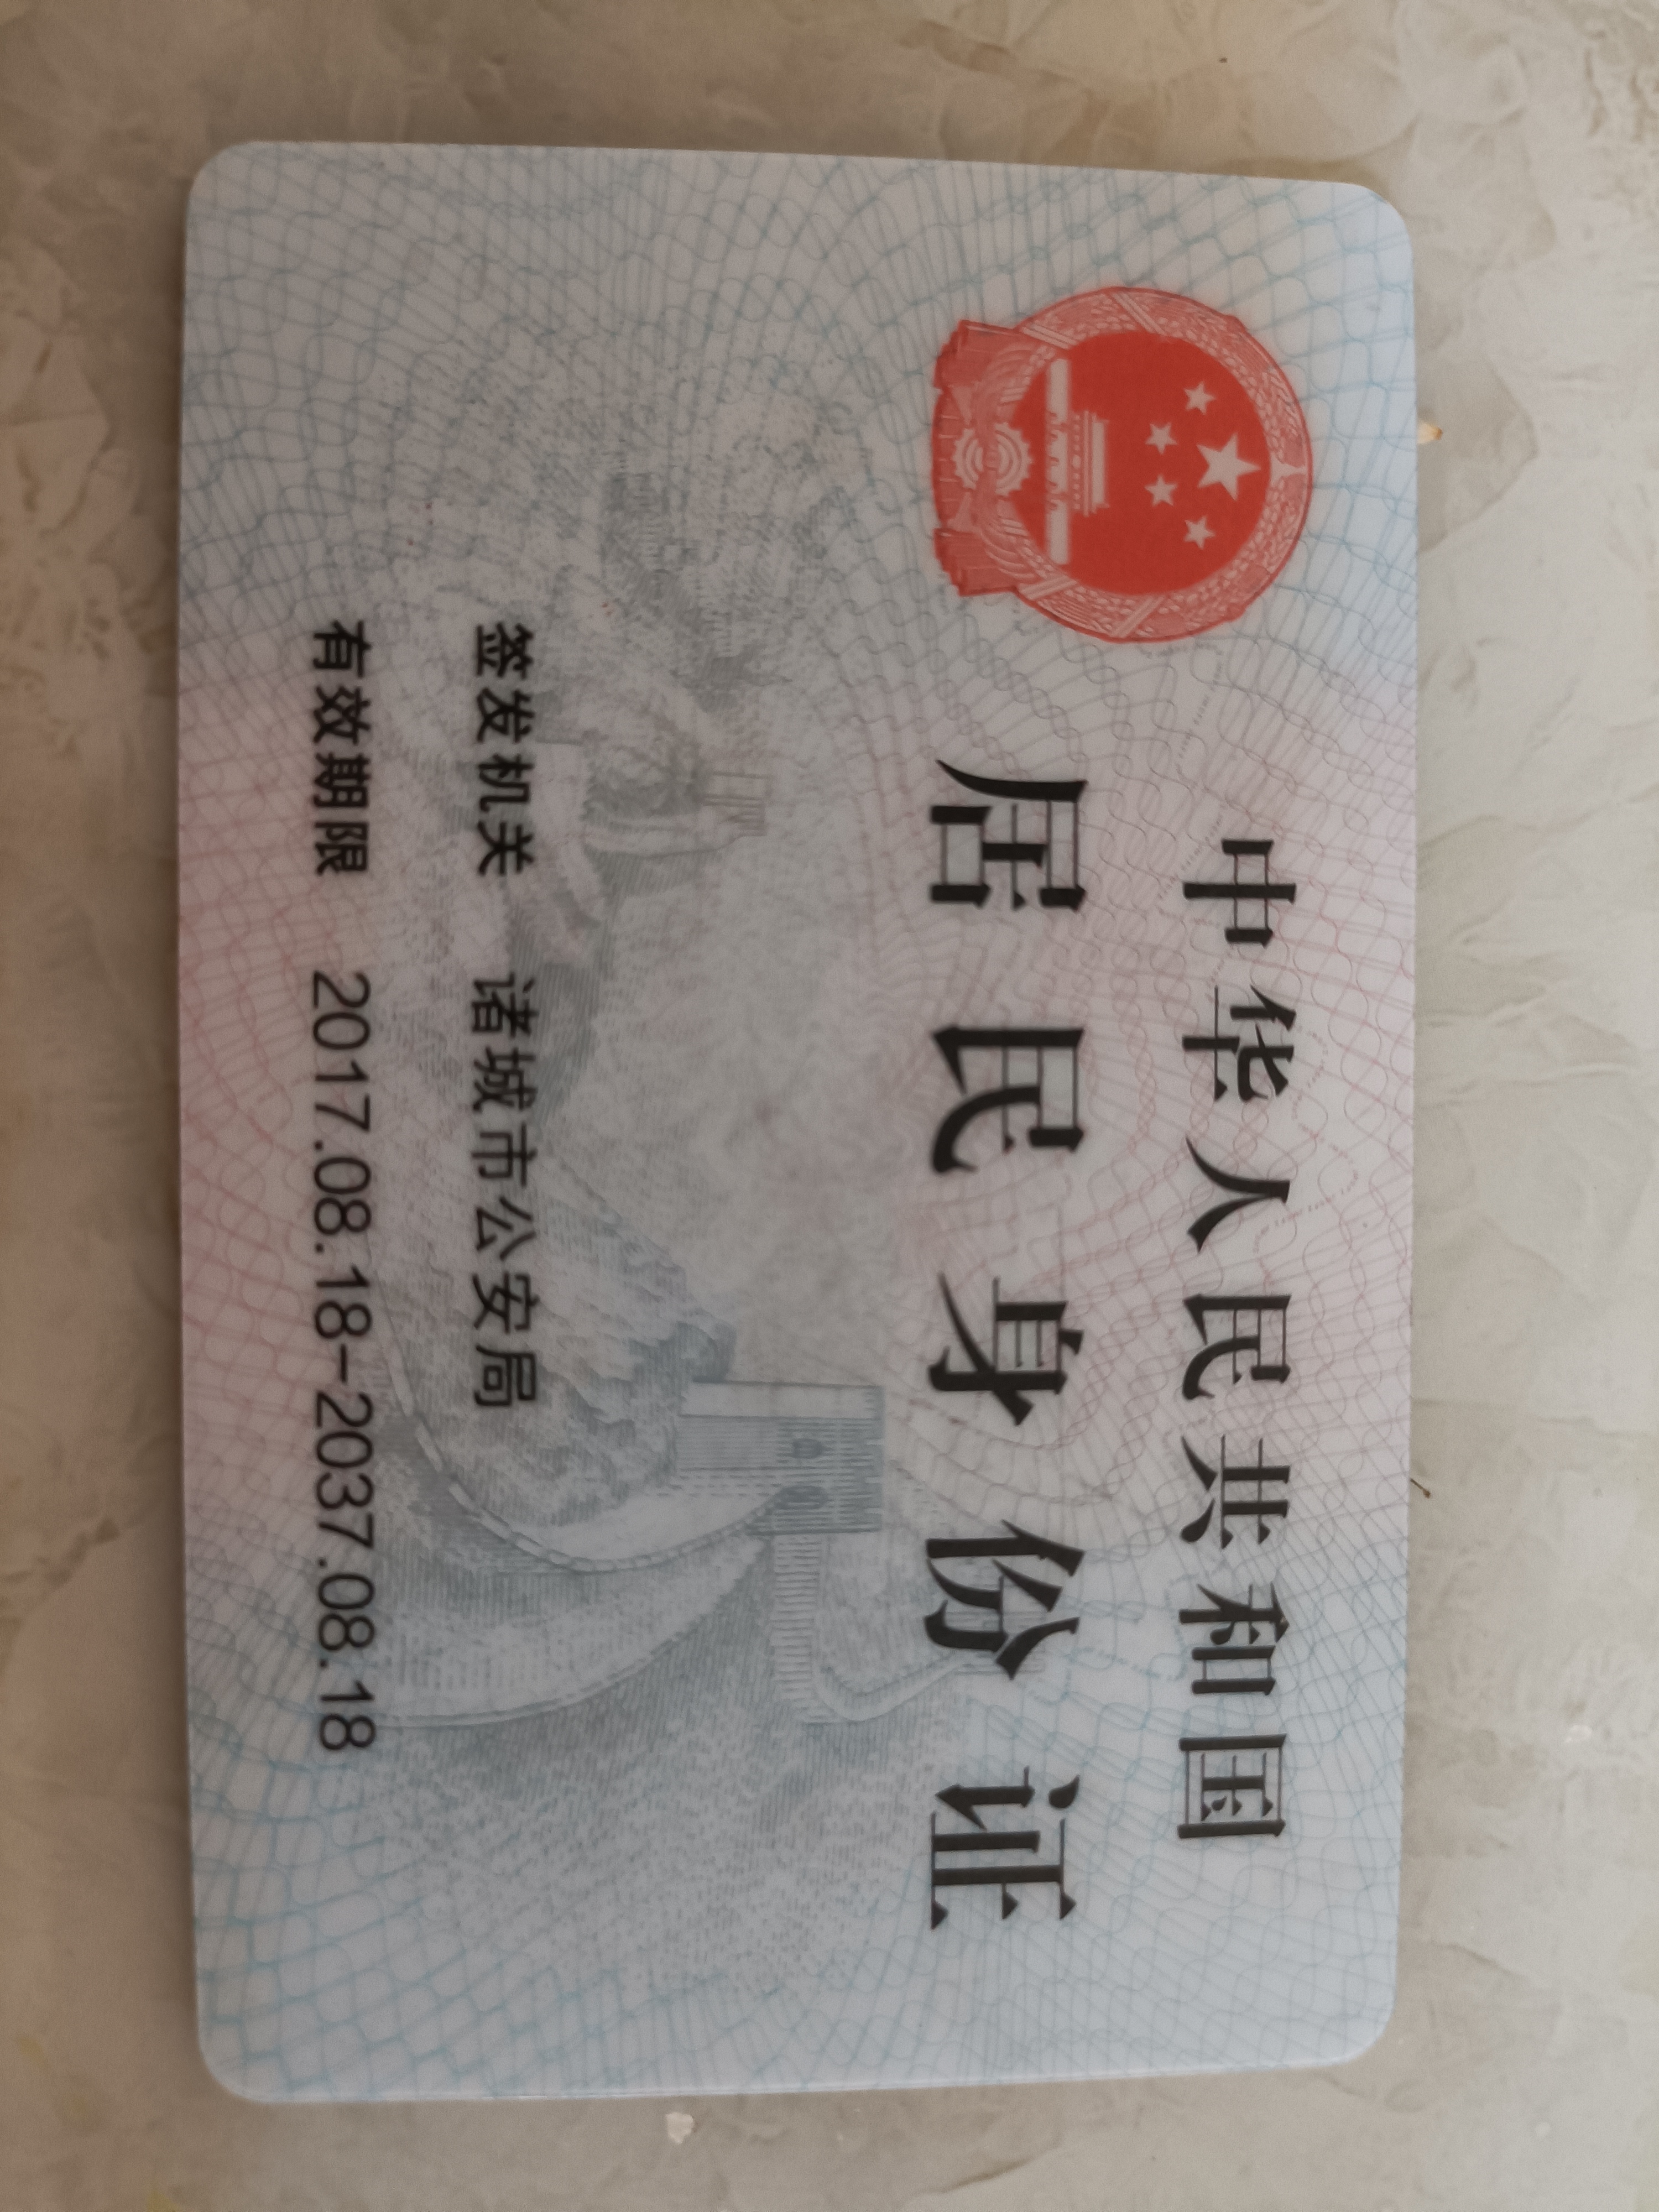 中华人民共和国
居民身份证
签发机关 诸城市公安局
有效期限 2017.08.18-2037.08.18